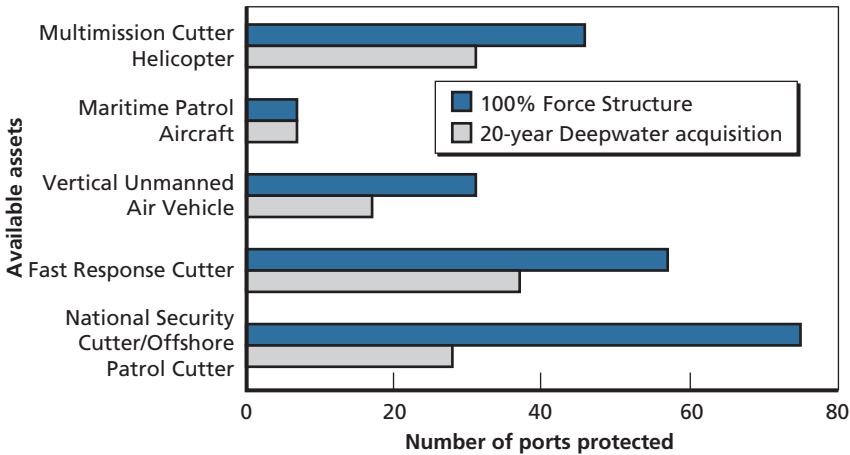 Available assets
Multimission Cutter
Helicopter
Maritime Patrol
Aircraft
Vertical Unmanned
Air Vehicle
Fast Response Cutter
National Security
Cutter/Offshore
Patrol Cutter
100% Force Structure
20-year Deepwater acquisition
0 20 40 60 80
Number of ports protected